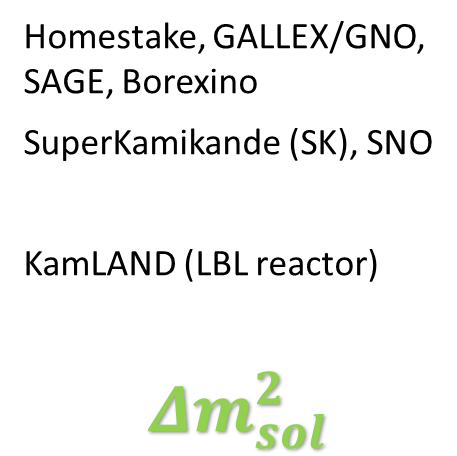 Homestake, GALLEX/GNO,
SAGE, Borexino
SuperKamikande (SK), SNO
KamLAND (LBL reactor)
Δm²sol